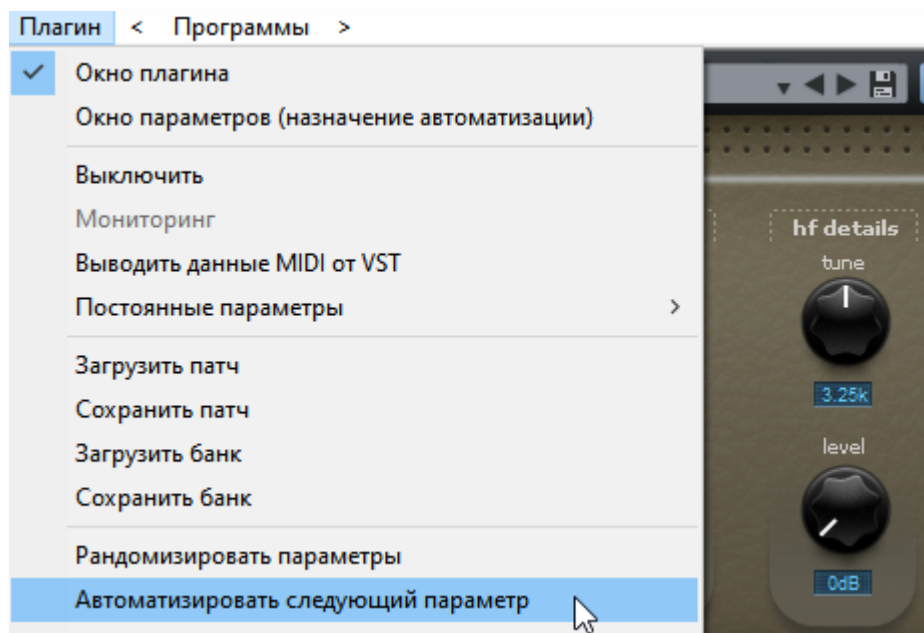 Плагин < Программы >
Окно плагина
Окно параметров (назначение автоматизации)
Выключить
Мониторинг
Выводить данные MIDI от VST
Постоянные параметры >
Загрузить патч
Сохранить патч
Загрузить банк
Сохранить банк
Рандомизировать параметры
Автоматизировать следующий параметр
hf details
tune
3.25k
level
0dB